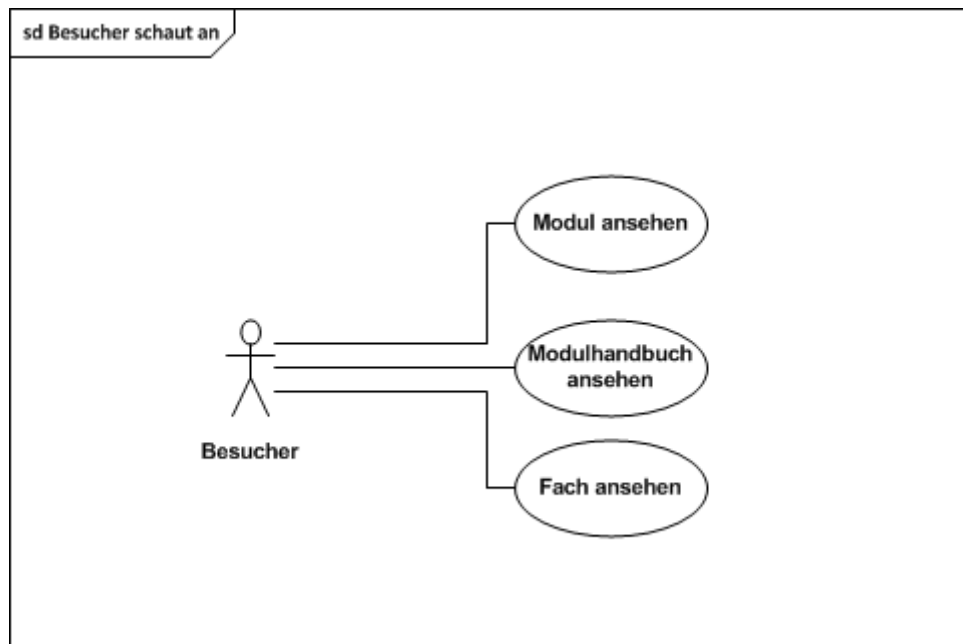 sd Besucher schaut an
Modul ansehen
Modulhandbuch
ansehen
Besucher
Fach ansehen